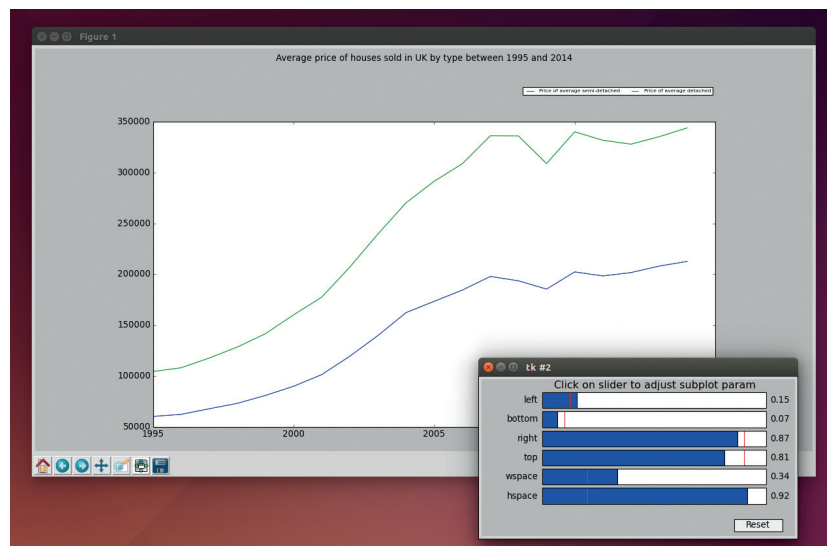 Figure 1
Average price of houses sold in UK by type between 1995 and 2014
Price of average semi-detached Price of average detached
350000
300000
250000
200000
150000
100000
50000
1995 2000 2005
tk #2
Click on slider to adjust subplot param
left 0.15
bottom 0.07
right 0.87
top 0.81
wspace 0.34
hspace 0.92
Reset